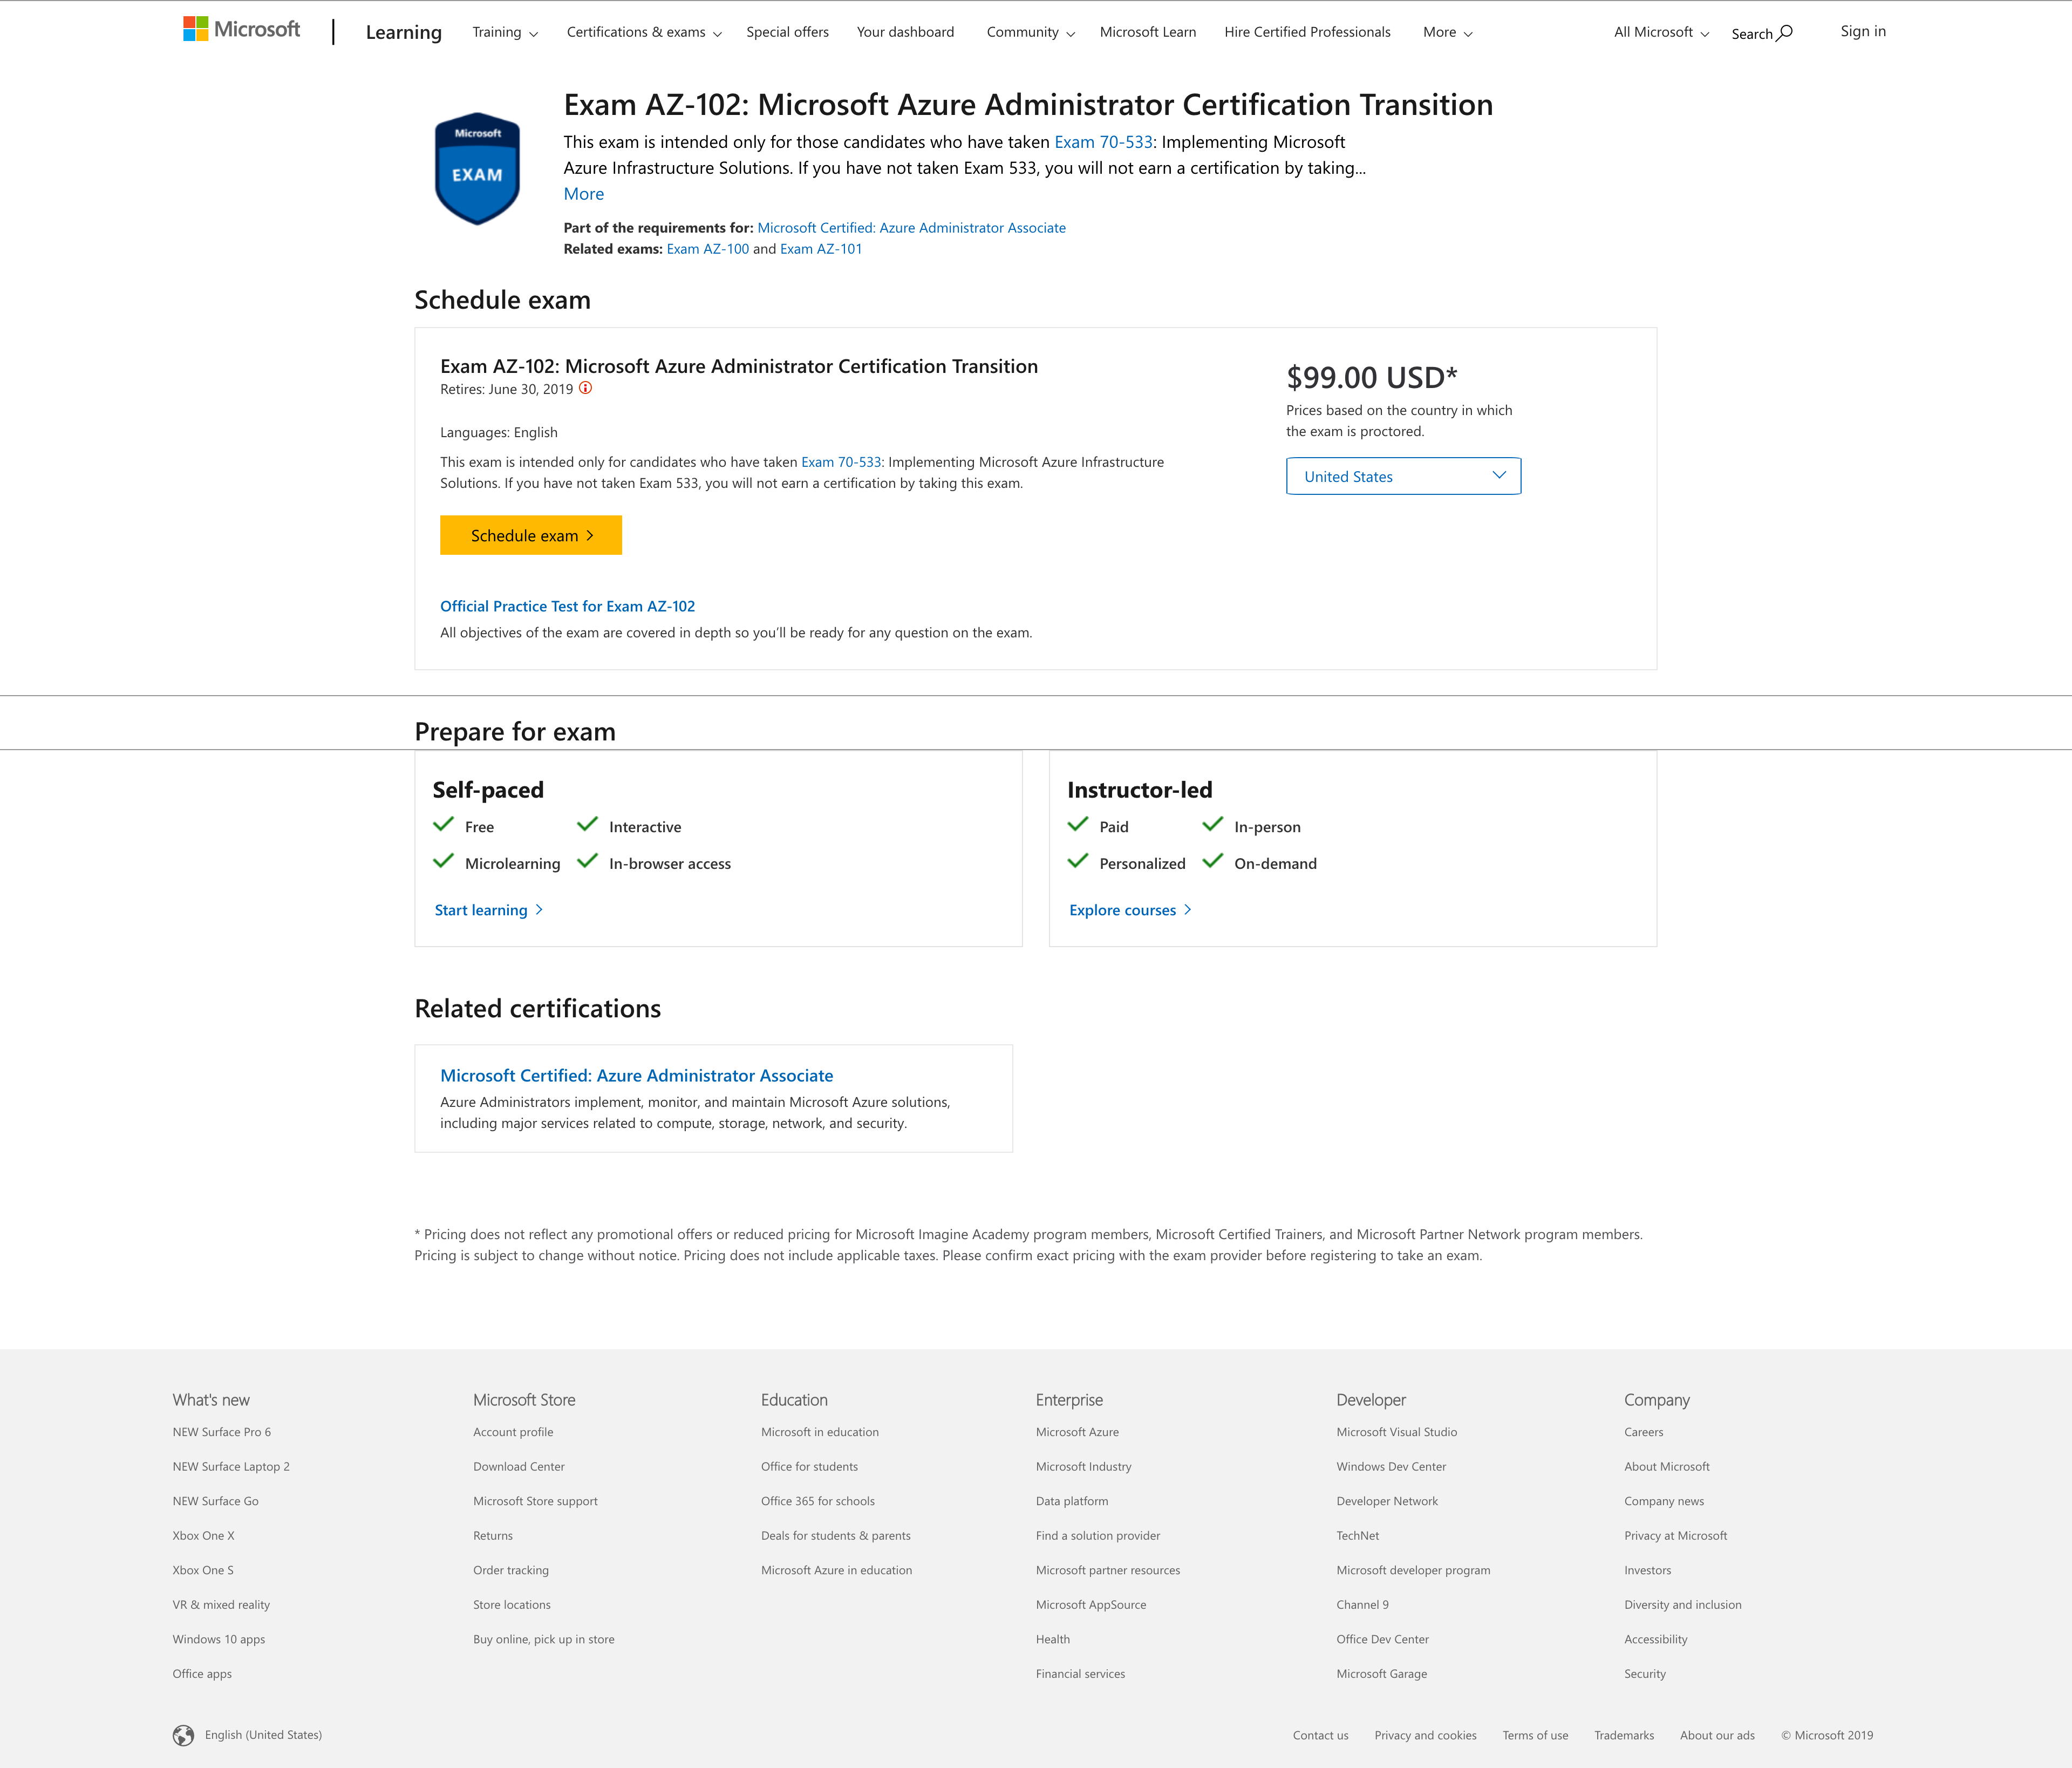 Microsoft
Learning
Training
Certifications & exams
Special offers
Your dashboard
Community
Microsoft Learn
Hire Certified Professionals
More
All Microsoft
Search
Sign in
Microsoft
EXAM
Exam AZ-102: Microsoft Azure Administrator Certification Transition
This exam is intended only for those candidates who have taken Exam 70-533: Implementing Microsoft
Azure Infrastructure Solutions. If you have not taken Exam 533, you will not earn a certification by taking...
More
Part of the requirements for: Microsoft Certified: Azure Administrator Associate
Related exams: Exam AZ-100 and Exam AZ-101
Schedule exam
Exam AZ-102: Microsoft Azure Administrator Certification Transition
Retires: June 30, 2019
Languages: English
This exam is intended only for candidates who have taken Exam 70-533: Implementing Microsoft Azure Infrastructure
Solutions. If you have not taken Exam 533, you will not earn a certification by taking this exam.
Schedule exam
Official Practice Test for Exam AZ-102
All objectives of the exam are covered in depth so you'll be ready for any question on the exam.
$99.00 USD*
Prices based on the country in which
the exam is proctored.
United States
Prepare for exam
Self-paced
Free
Interactive
Microlearning
In-browser access
Start learning
Instructor-led
Paid
In-person
Personalized
On-demand
Explore courses
Related certifications
Microsoft Certified: Azure Administrator Associate
Azure Administrators implement, monitor, and maintain Microsoft Azure solutions,
including major services related to compute, storage, network, and security.
* Pricing does not reflect any promotional offers or reduced pricing for Microsoft Imagine Academy program members, Microsoft Certified Trainers, and Microsoft Partner Network program members.
Pricing is subject to change without notice. Pricing does not include applicable taxes. Please confirm exact pricing with the exam provider before registering to take an exam.
What's new
NEW Surface Pro 6
NEW Surface Laptop 2
NEW Surface Go
Xbox One X
Xbox One S
VR & mixed reality
Windows 10 apps
Office apps
Microsoft Store
Account profile
Download Center
Microsoft Store support
Returns
Order tracking
Store locations
Buy online, pick up in store
Education
Microsoft in education
Office for students
Office 365 for schools
Deals for students & parents
Microsoft Azure in education
Enterprise
Microsoft Azure
Microsoft Industry
Data platform
Find a solution provider
Microsoft partner resources
Microsoft AppSource
Health
Financial services
Developer
Microsoft Visual Studio
Windows Dev Center
Developer Network
TechNet
Microsoft developer program
Channel 9
Office Dev Center
Microsoft Garage
Company
Careers
About Microsoft
Company news
Privacy at Microsoft
Investors
Diversity and inclusion
Accessibility
Security
English (United States)
Contact us
Privacy and cookies
Terms of use
Trademarks
About our ads
© Microsoft 2019